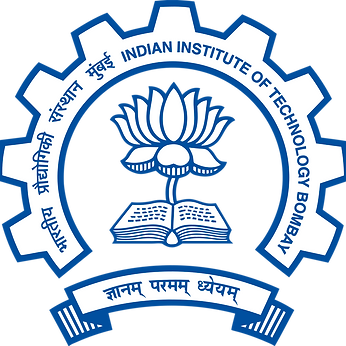 भारतीय प्रौद्योगिकी संस्थान मुंबई
INDIAN INSTITUTE OF TECHNOLOGY BOMBAY
ज्ञानम् परमम् ध्येयम्